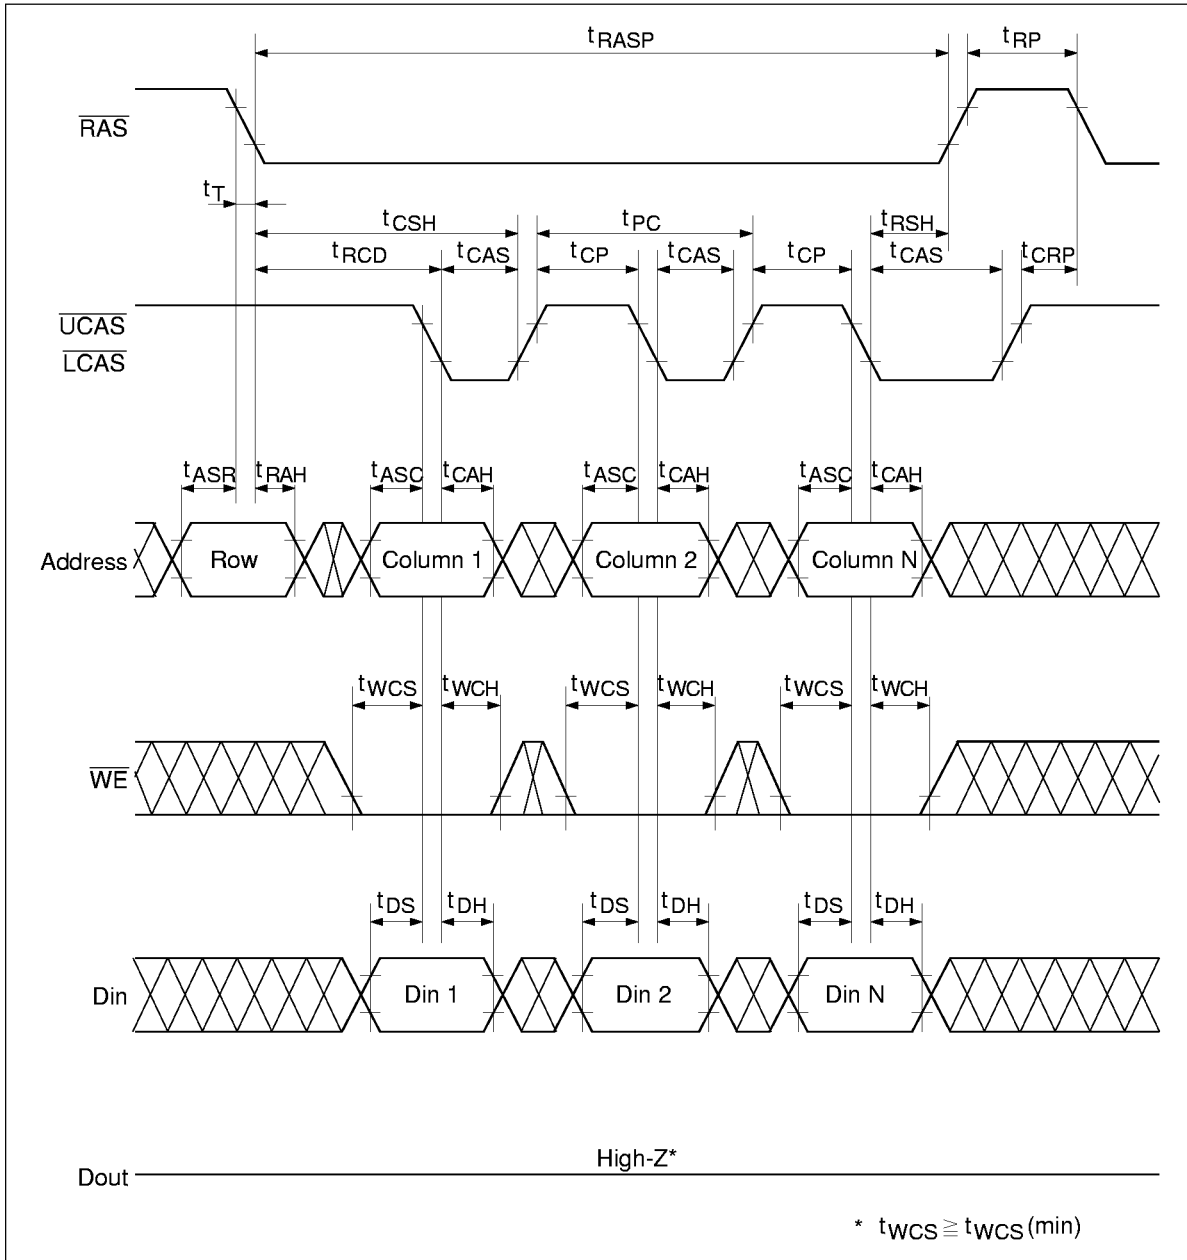 tRASP tRP
RAS
tT
tCSH tPC tRSH
tRCD tCAS tCP tCAS tCP tCAS tCRP
UCAS
LCAS
tASR tRAH tASC tCAH tASC tCAH tASC tCAH
Address Row Column 1 Column 2 Column N
tWCS tWCH tWCS tWCH tWCS tWCH
WE
tDS tDH tDS tDH tDS tDH
Din Din 1 Din 2 Din N
High-Z*
Dout
* tWCS ≧ tWCS (min)